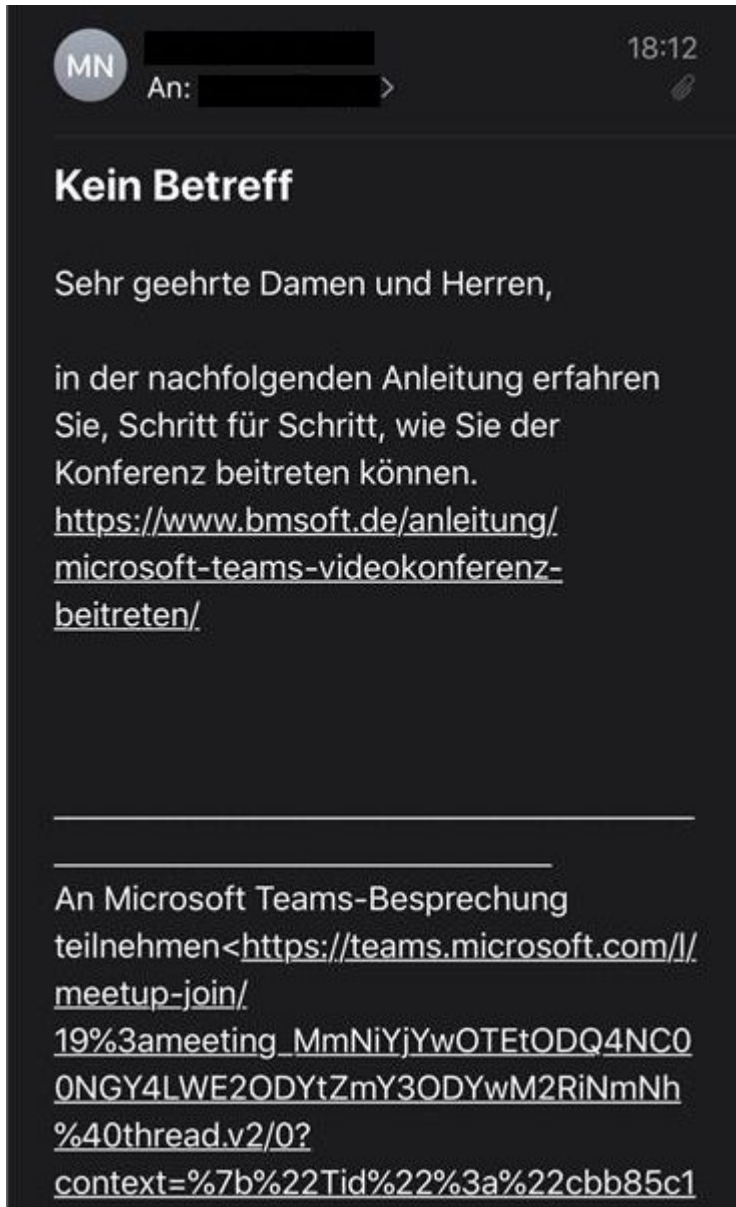 MN
18:12
An:
Kein Betreff
Sehr geehrte Damen und Herren,
in der nachfolgenden Anleitung erfahren
Sie, Schritt für Schritt, wie Sie der
Konferenz beitreten können.
https://www.bmsoft.de/anleitung/
microsoft-teams-videokonferenz-
beitreten/
An Microsoft Teams-Besprechung
teilnehmen<https://teams.microsoft.com/l/
meetup-join/
19%3ameeting_MmNiYjYwOTEtODQ4NC0
0NGY4LWE2ODYtZmY3ODYwM2RiNmNh
%40thread.v2/0?
context=%7b%22Tid%22%3a%22cbb85c1